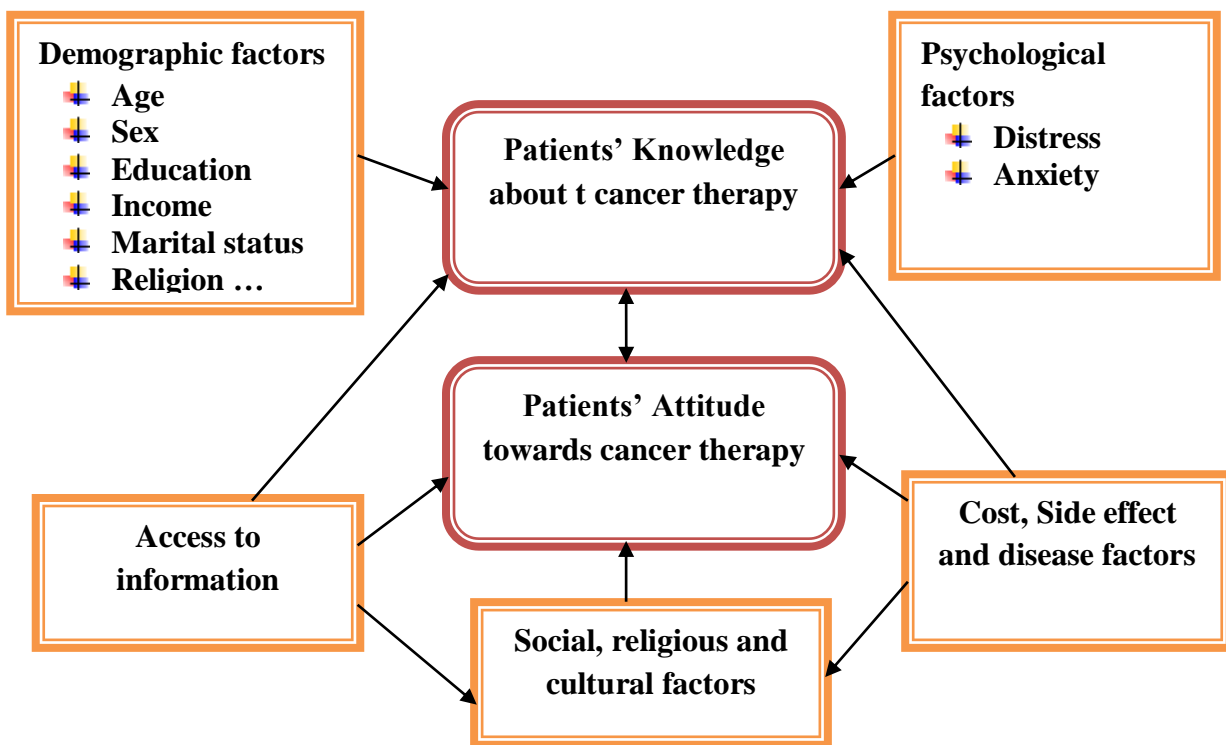 Demographic factors
Age
Sex
Education
Income
Marital status
Religion …
Psychological
factors
Distress
Anxiety
Patients’ Knowledge
about t cancer therapy
Patients’ Attitude
towards cancer therapy
Access to
information
Cost, Side effect
and disease factors
Social, religious and
cultural factors